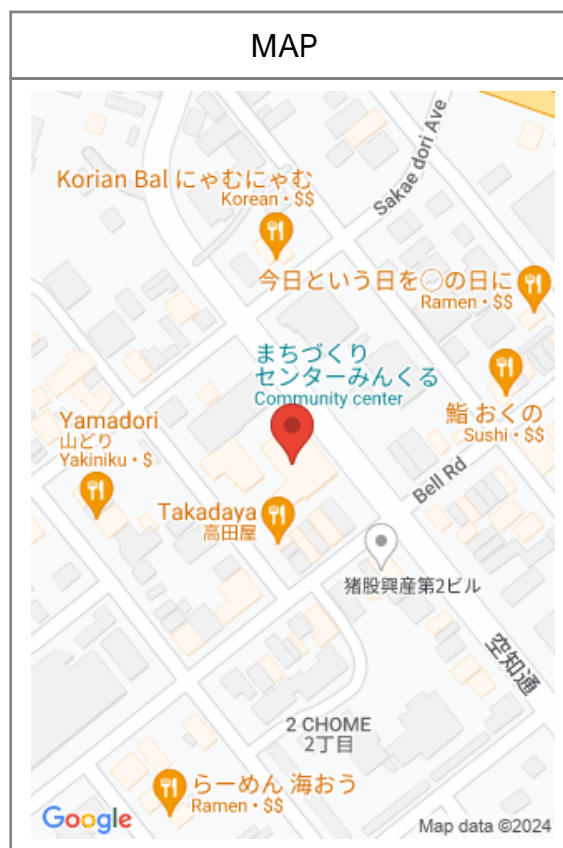 MAP
Sakae dori Ave
Korian Bal にゃむにゃむ
Korean • $$
今日という日を◯の日に
Ramen • $$
まちづくり
センターみんくる
Community center
鮨 おくの
Sushi • $$
Yamadori
山どり
Yakiniku • $
Bell Rd
Takadaya
高田屋
猪股興産第2ビル
空知通
2 CHOME
2丁目
らーめん 海おう
Ramen • $$
Google
Map data ©2024